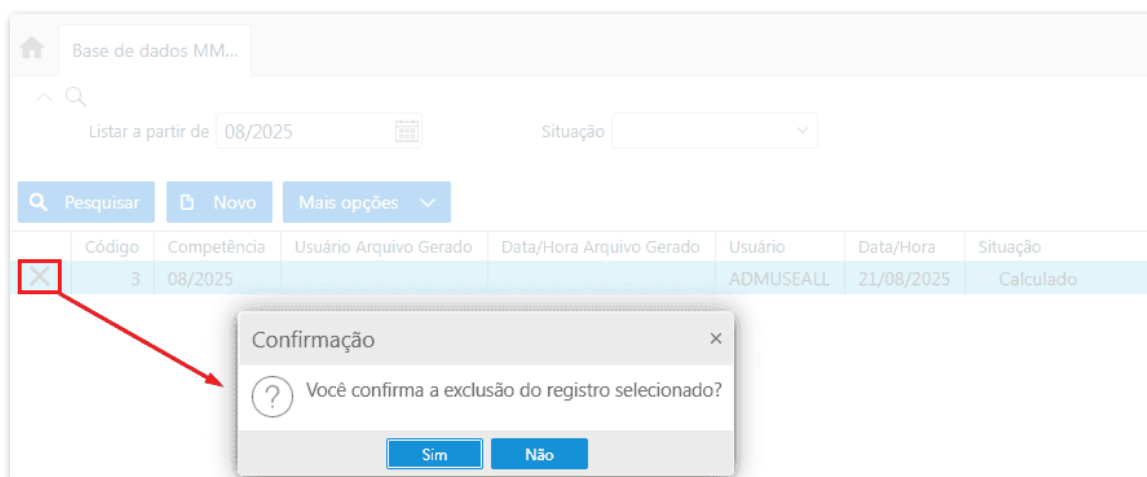 Base de dados MM...
Listar a partir de 08/2025 Situação
Pesquisar Novo Mais opções
Código Competência Usuário Arquivo Gerado Data/Hora Arquivo Gerado Usuário Data/Hora Situação
3 08/2025 ADMUSEALL 21/08/2025 Calculado
Confirmação
Você confirma a exclusão do registro selecionado?
Sim Não